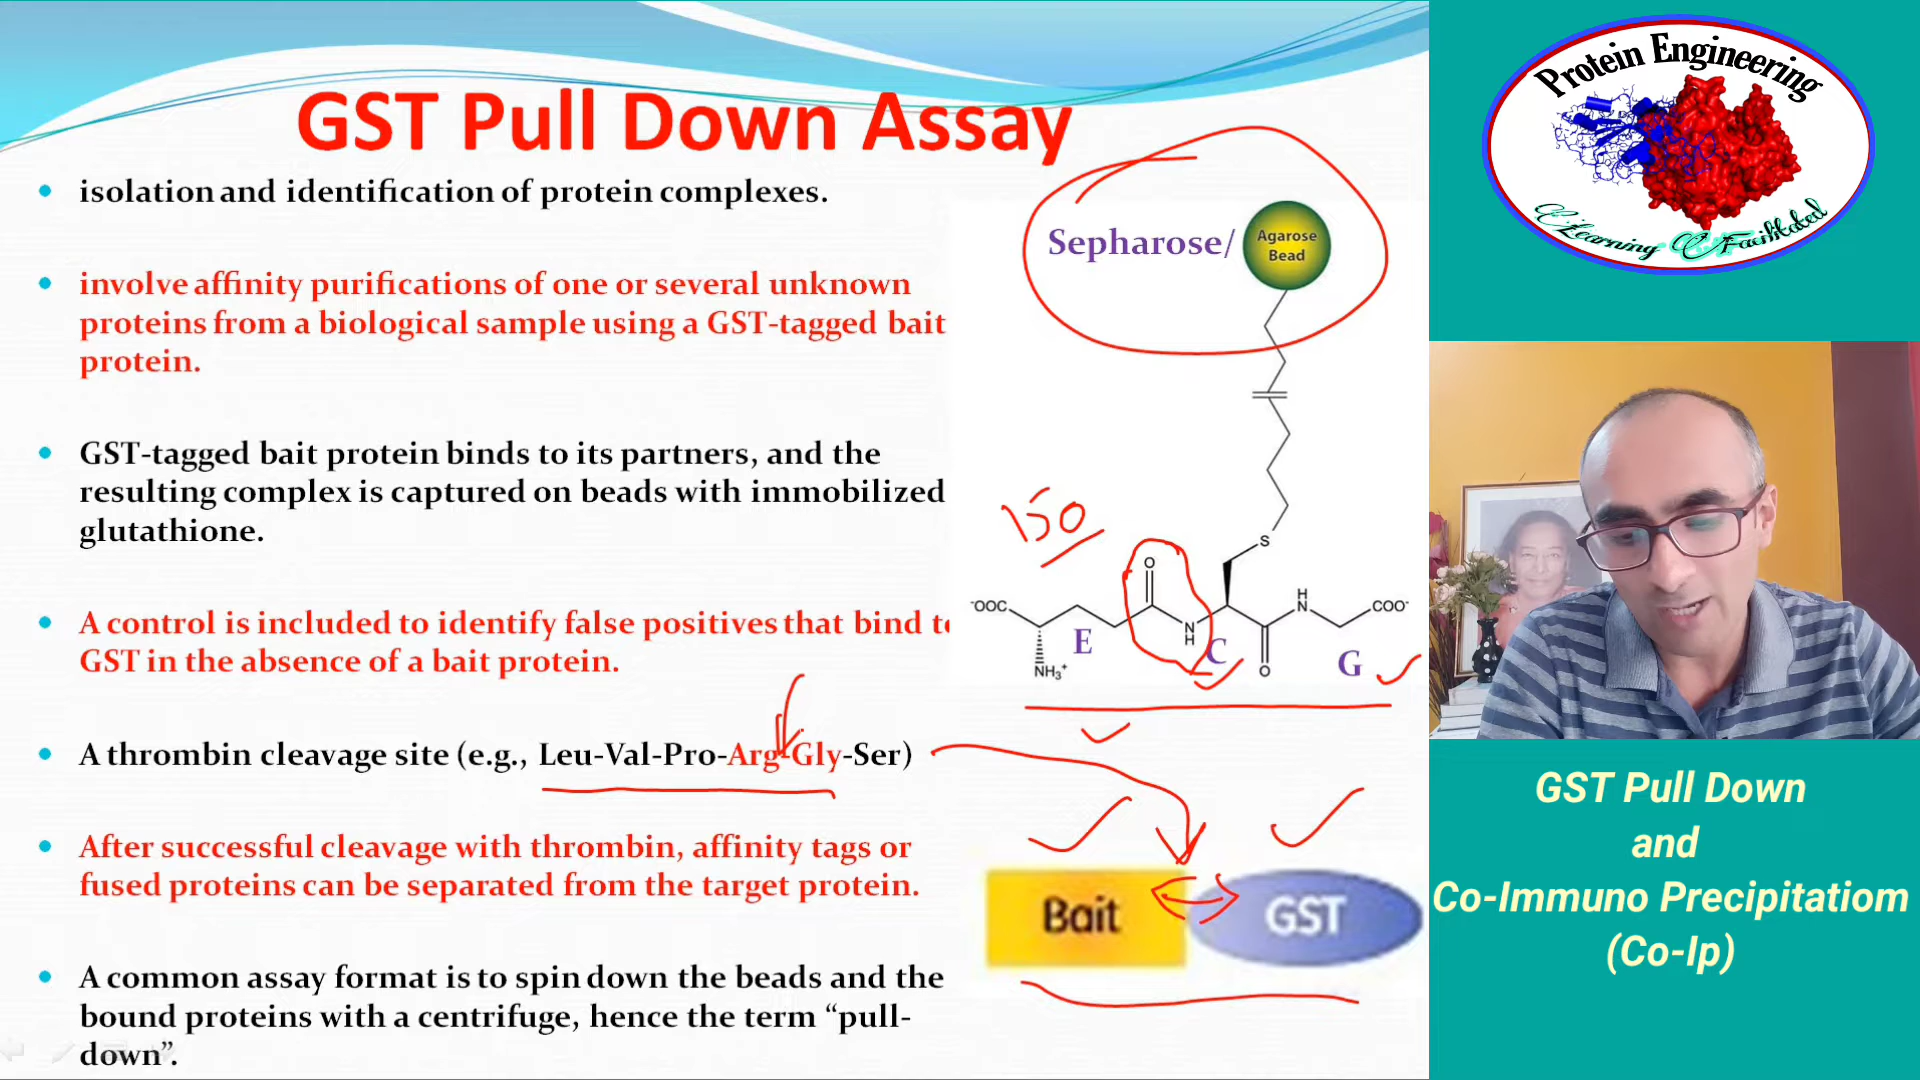 GST Pull Down Assay
isolation and identification of protein complexes.
involve affinity purifications of one or several unknown
proteins from a biological sample using a GST-tagged bait
protein.
GST-tagged bait protein binds to its partners, and the
resulting complex is captured on beads with immobilized
glutathione.
A control is included to identify false positives that bind to
GST in the absence of a bait protein.
A thrombin cleavage site (e.g., Leu-Val-Pro-Arg-Gly-Ser)
After successful cleavage with thrombin, affinity tags or
fused proteins can be separated from the target protein.
A common assay format is to spin down the beads and the
bound proteins with a centrifuge, hence the term “pull-
down”.
Sepharose/
Agarose
Bead
ISO
S
O
-OOC
E
N
H
C
H
N
COO-
NH3+
O
G
Bait
GST
Protein Engineering
Learning Facilitated
GST Pull Down
and
Co-Immuno Precipitatiom
(Co-Ip)